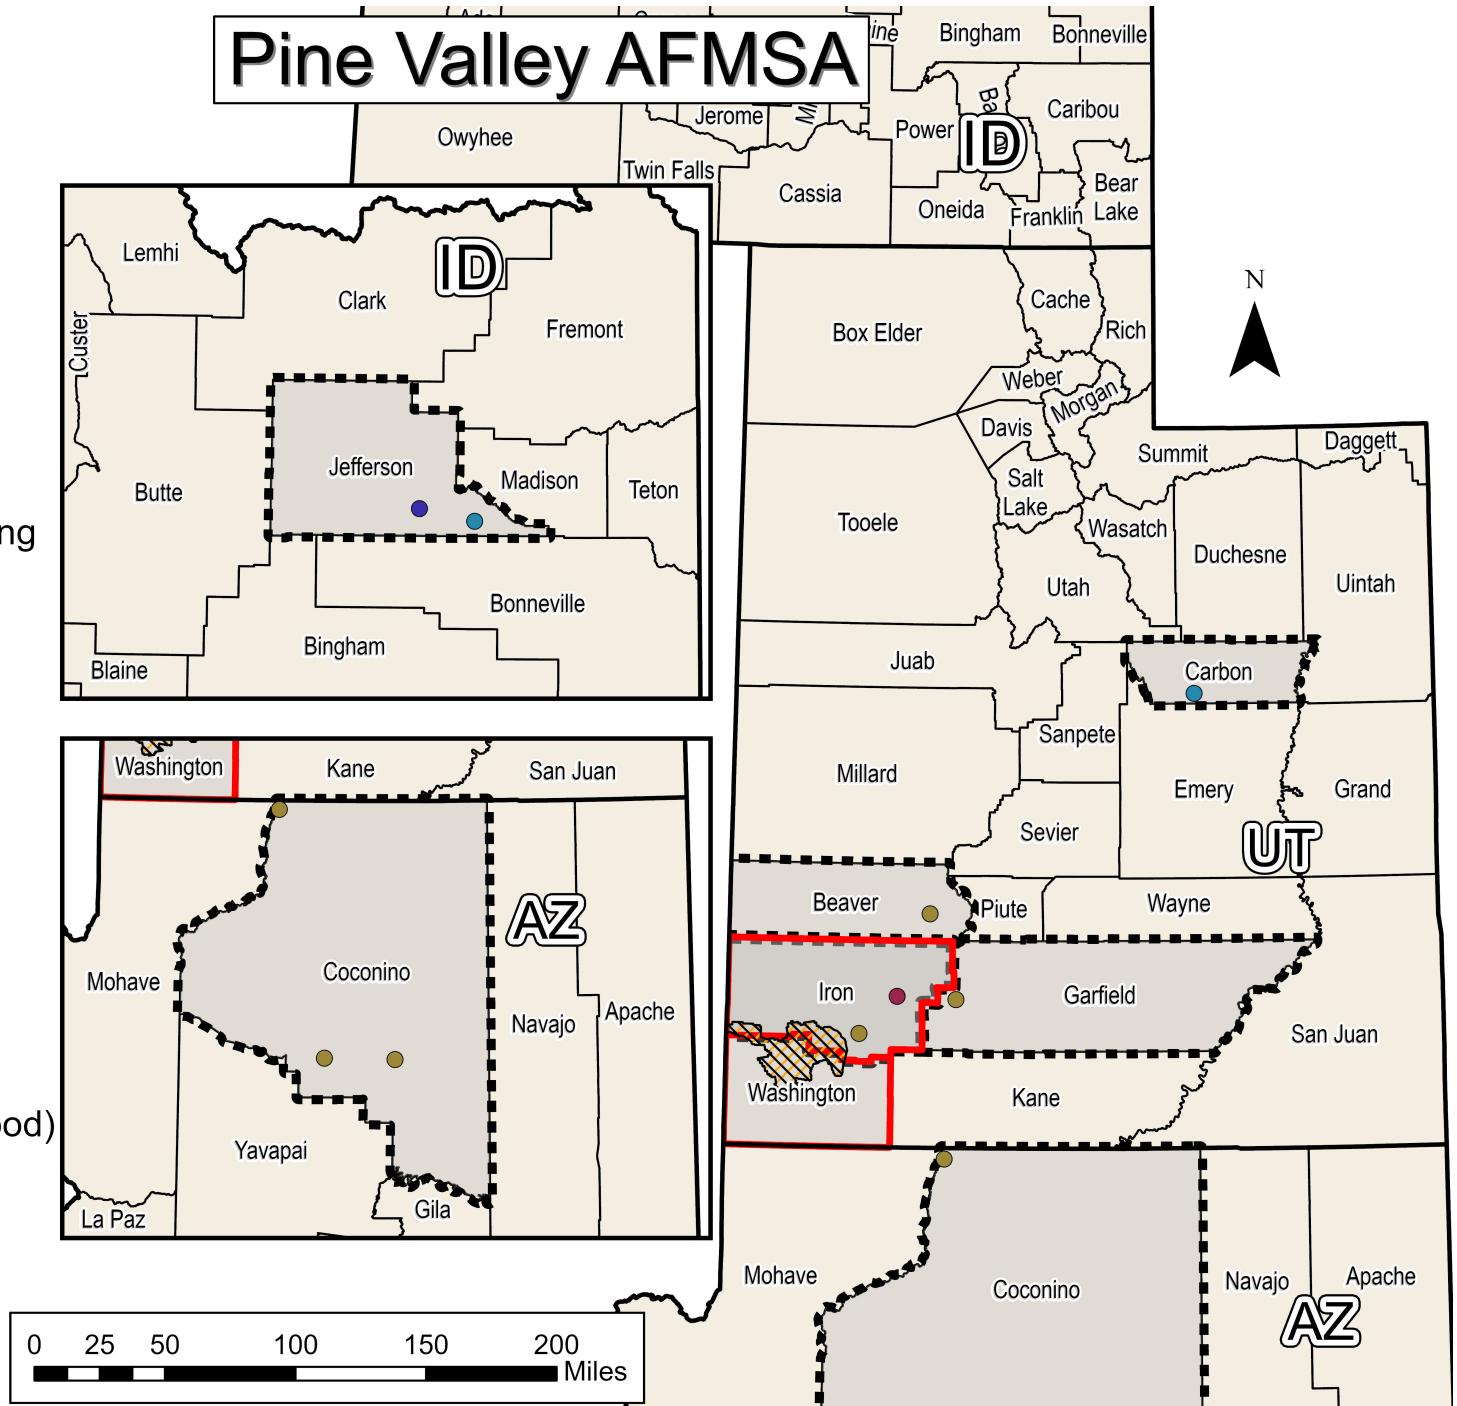 Pine Valley AFMSA
Bingham
Bonneville
Owyhee
Jerome
Power
Caribou
ID
Twin Falls
Cassia
Oneida
Franklin
Bear
Lake
Lemhi
ID
Clark
Custer
Fremont
Jefferson
Butte
Madison
Teton
Bonneville
Bingham
Blaine
N
Cache
Box Elder
Rich
Weber
Morgan
Davis
Summit
Daggett
Salt
Lake
Tooele
Wasatch
Duchesne
Utah
Uintah
Juab
Carbon
Sanpete
Millard
Emery
Grand
Sevier
UT
Beaver
Piute
Wayne
Iron
Garfield
San Juan
Washington
Kane
Washington
Kane
San Juan
AZ
Mohave
Coconino
Navajo
Apache
Yavapai
Gila
La Paz
Mohave
Coconino
Navajo
Apache
AZ
ng
od)
0 25 50 100 150 200
Miles